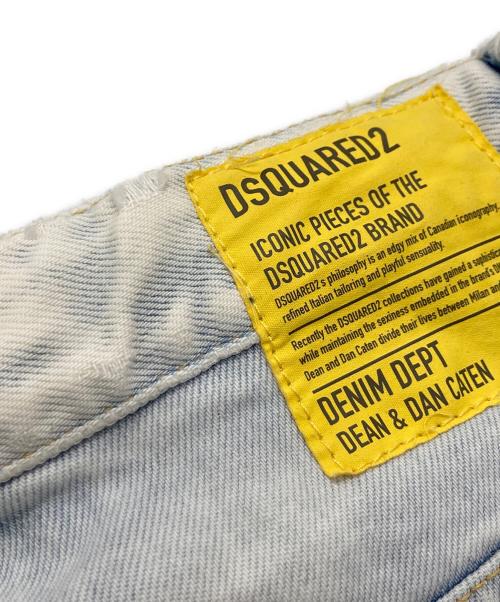 DSQUARED2
ICONIC PIECES OF THE
DSQUARED2 BRAND
DSQUARED2s philosophy is an edgy mix of Canadian iconography,
refined Italian tailoring and playful sensuality.
Recently the DSQUARED2 collections have gained a
while maintaining the sexiness embedded in the brand's
Dean and Dan Caten divide their lives between Milan and
DENIM DEPT
DEAN & DAN CATEN